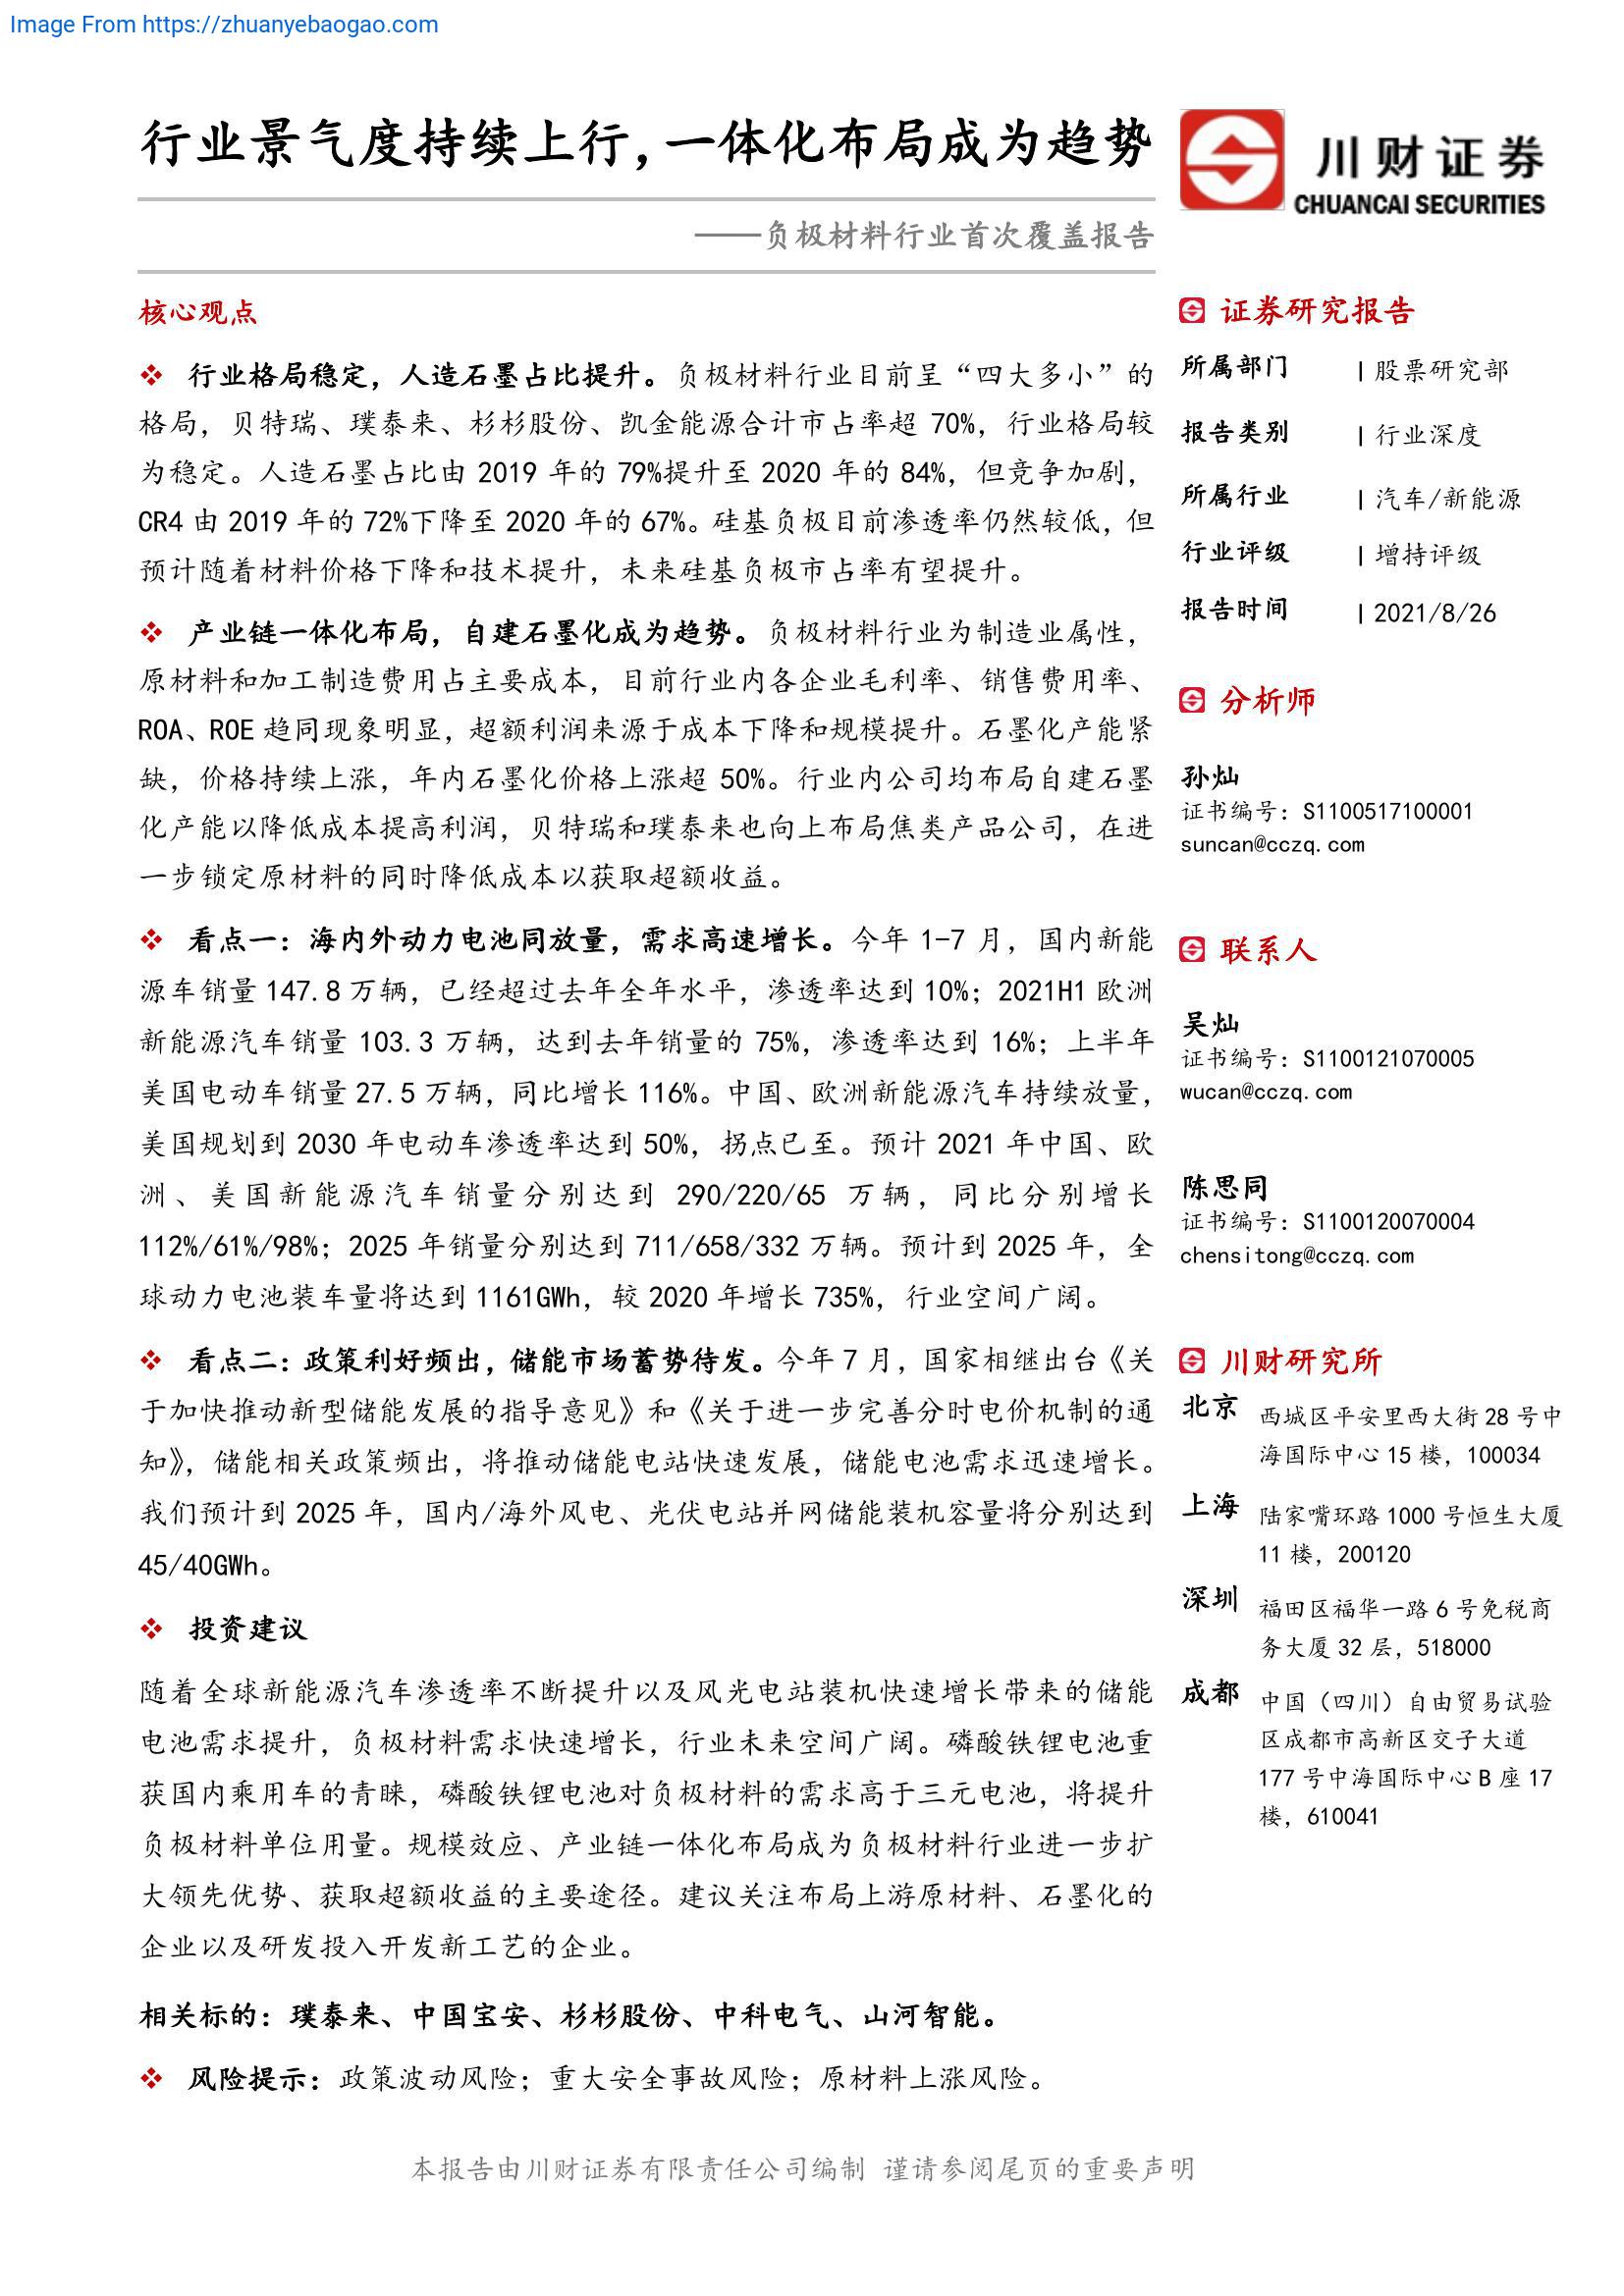 Image From https://zhuanyebaogao.com
行业景气度持续上行，一体化布局成为趋势
——负极材料行业首次覆盖报告
川财证券
CHUANCAI SECURITIES
核心观点
❖ 行业格局稳定，人造石墨占比提升。负极材料行业目前呈“四大多小”的
格局，贝特瑞、璞泰来、杉杉股份、凯金能源合计市占率超 70%，行业格局较
为稳定。人造石墨占比由 2019 年的 79%提升至 2020 年的 84%，但竞争加剧，
CR4 由 2019 年的 72%下降至 2020 年的 67%。硅基负极目前渗透率仍然较低，但
预计随着材料价格下降和技术提升，未来硅基负极市占率有望提升。
❖ 产业链一体化布局，自建石墨化成为趋势。负极材料行业为制造业属性，
原材料和加工制造费用占主要成本，目前行业内各企业毛利率、销售费用率、
ROA、ROE 趋同现象明显，超额利润来源于成本下降和规模提升。石墨化产能紧
缺，价格持续上涨，年内石墨化价格上涨超 50%。行业内公司均布局自建石墨
化产能以降低成本提高利润，贝特瑞和璞泰来也向上布局焦类产品公司，在进
一步锁定原材料的同时降低成本以获取超额收益。
❖ 看点一：海内外动力电池同放量，需求高速增长。今年 1-7 月，国内新能
源车销量 147.8 万辆，已经超过去年全年水平，渗透率达到 10%；2021H1 欧洲
新能源汽车销量 103.3 万辆，达到去年销量的 75%，渗透率达到 16%；上半年
美国电动车销量 27.5 万辆，同比增长 116%。中国、欧洲新能源汽车持续放量，
美国规划到 2030 年电动车渗透率达到 50%，拐点已至。预计 2021 年中国、欧
洲、美国新能源汽车销量分别达到 290/220/65 万辆，同比分别增长
112%/61%/98%；2025 年销量分别达到 711/658/332 万辆。预计到 2025 年，全
球动力电池装车量将达到 1161GWh，较 2020 年增长 735%，行业空间广阔。
❖ 看点二：政策利好频出，储能市场蓄势待发。今年 7 月，国家相继出台《关
于加快推动新型储能发展的指导意见》和《关于进一步完善分时电价机制的通
知》，储能相关政策频出，将推动储能电站快速发展，储能电池需求迅速增长。
我们预计到 2025 年，国内/海外风电、光伏电站并网储能装机容量将分别达到
45/40GWh。
❖ 投资建议
随着全球新能源汽车渗透率不断提升以及风光电站装机快速增长带来的储能
电池需求提升，负极材料需求快速增长，行业未来空间广阔。磷酸铁锂电池重
获国内乘用车的青睐，磷酸铁锂电池对负极材料的需求高于三元电池，将提升
负极材料单位用量。规模效应、产业链一体化布局成为负极材料行业进一步扩
大领先优势、获取超额收益的主要途径。建议关注布局上游原材料、石墨化的
企业以及研发投入开发新工艺的企业。
相关标的：璞泰来、中国宝安、杉杉股份、中科电气、山河智能。
❖ 风险提示：政策波动风险；重大安全事故风险；原材料上涨风险。
证券研究报告
所属部门 | 股票研究部
报告类别 | 行业深度
所属行业 | 汽车/新能源
行业评级 | 增持评级
报告时间 | 2021/8/26
分析师
孙灿
证书编号：S1100517100001
suncan@cczq.com
联系人
吴灿
证书编号：S1100121070005
wucan@cczq.com
陈思同
证书编号：S1100120070004
chensitong@cczq.com
川财研究所
北京 西城区平安里西大街 28 号中
海国际中心 15 楼，100034
上海 陆家嘴环路 1000 号恒生大厦
11 楼，200120
深圳 福田区福华一路 6 号免税商
务大厦 32 层，518000
成都 中国（四川）自由贸易试验
区成都市高新区交子大道
177 号中海国际中心 B 座 17
楼，610041
本报告由川财证券有限责任公司编制 谨请参阅尾页的重要声明